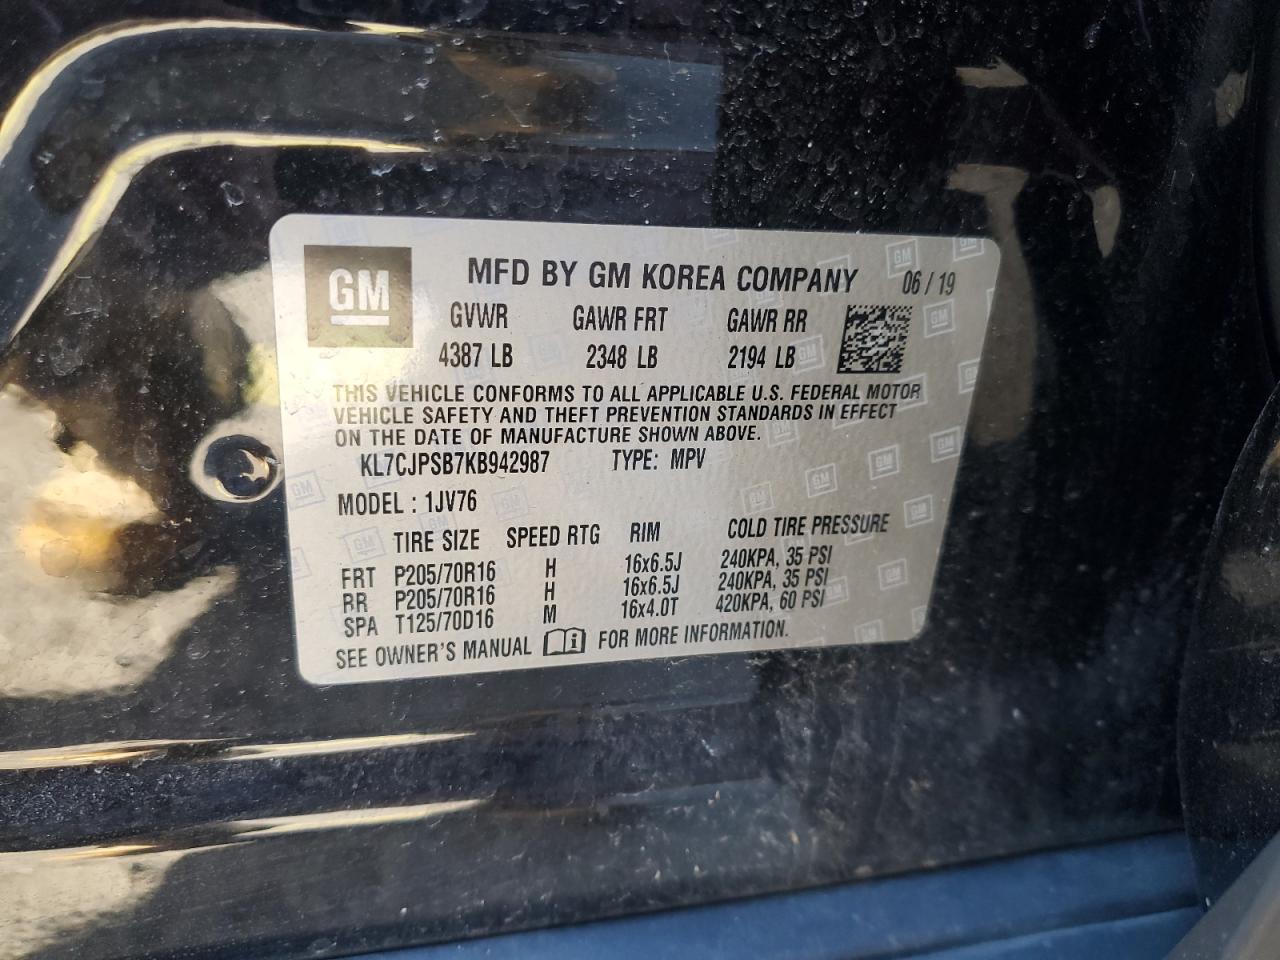 GM
MFD BY GM KOREA COMPANY 06 / 19
GVWR GAWR FRT GAWR RR
4387 LB 2348 LB 2194 LB
THIS VEHICLE CONFORMS TO ALL APPLICABLE U.S. FEDERAL MOTOR
VEHICLE SAFETY AND THEFT PREVENTION STANDARDS IN EFFECT
ON THE DATE OF MANUFACTURE SHOWN ABOVE.
KL7CJPSB7KB942987 TYPE: MPV
MODEL : 1JV76
TIRE SIZE SPEED RTG RIM COLD TIRE PRESSURE
FRT P205/70R16 H 16x6.5J 240KPA, 35 PSI
RR P205/70R16 H 16x6.5J 240KPA, 35 PSI
SPA T125/70D16 M 16x4.0T 420KPA, 60 PSI
SEE OWNER'S MANUAL FOR MORE INFORMATION.